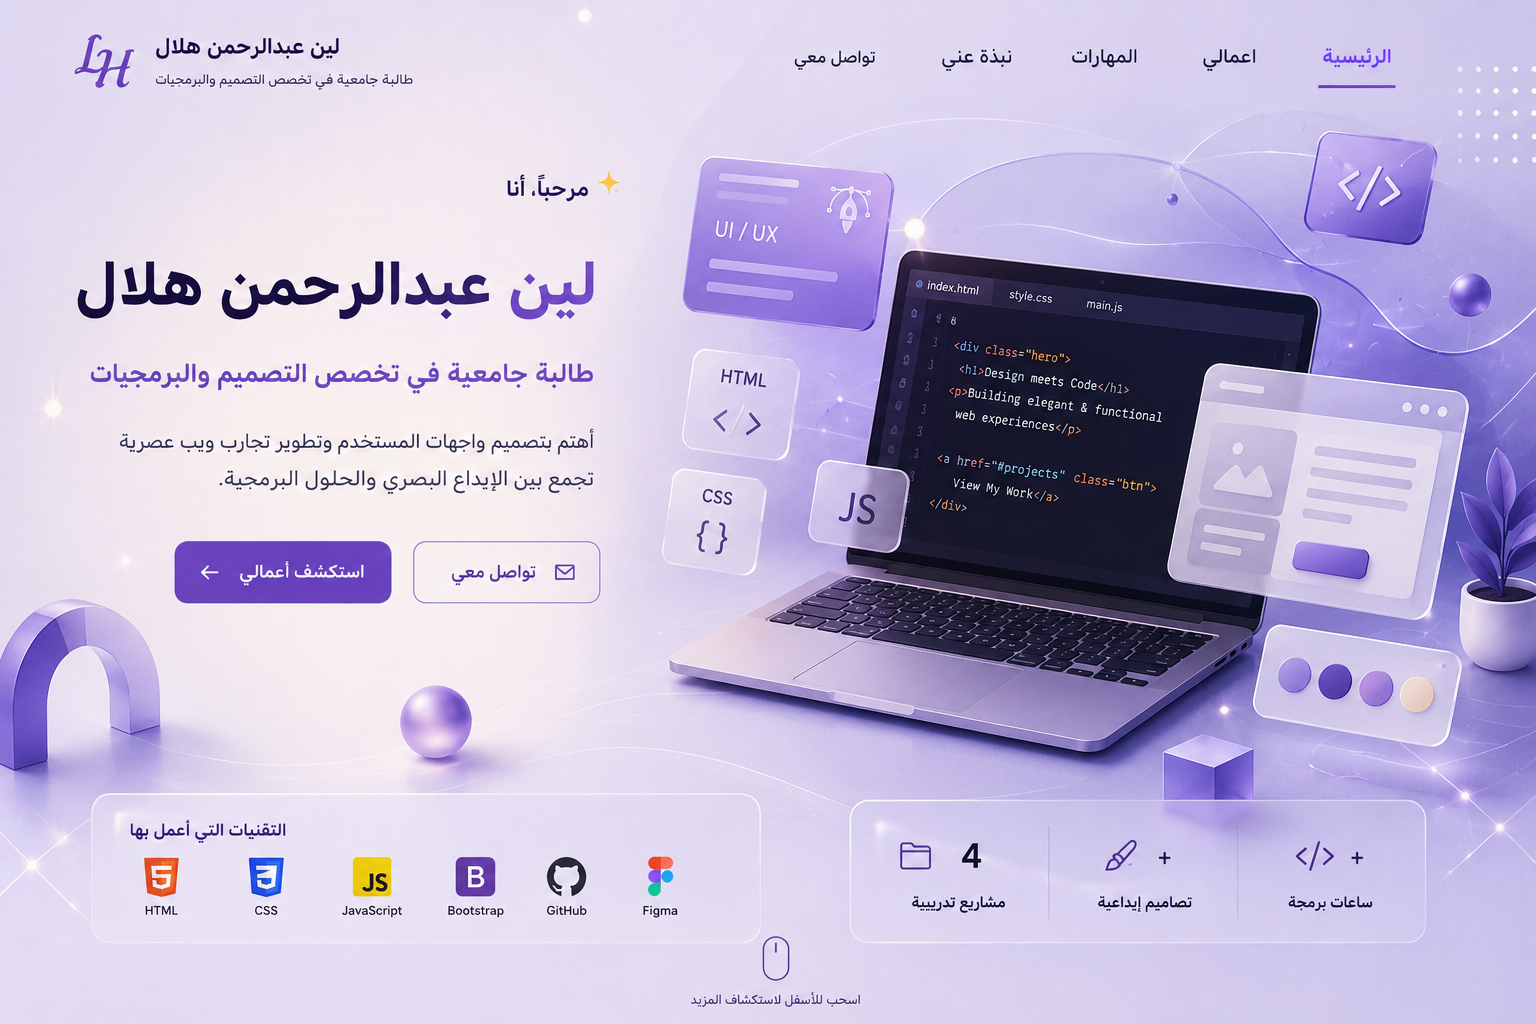 الرئيسية
اعمالي
المهارات
نبذة عني
تواصل معي
LH
لين عبدالرحمن هلال
طالبة جامعية في تخصص التصميم والبرمجيات
مرحباً، أنا
لين عبدالرحمن هلال
طالبة جامعية في تخصص التصميم والبرمجيات
أهتم بتصميم واجهات المستخدم وتطوير تجارب ويب عصرية
تجمع بين الإيداع البصري والحلول البرمجية.
تواصل معي
استكشف أعمالي
UI / UX
</>
HTML
</>
CSS
{ }
JS
index.html
style.css
main.js
<div class="hero">
<h1>Design meets Code</h1>
<p>Building elegant & functional
web experiences</p>
<a href="#projects" class="btn">
View My Work</a>
</div>
التقنيات التي أعمل بها
HTML
CSS
JS
JavaScript
B
Bootstrap
GitHub
Figma
</> +
ساعات برمجة
+
تصاميم إيداعية
4
مشاريع تدريبية
اسحب للأسفل لاستكشاف المزيد